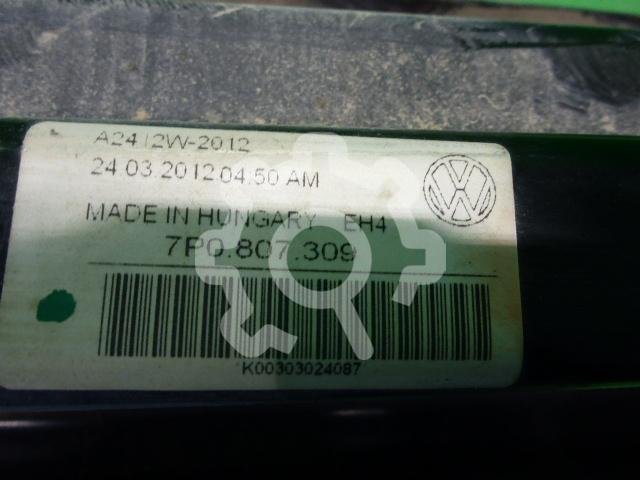 A2412W-2012
24.03.2012 04.50 AM
MADE IN HUNGARY EH4
7P0.807.309
K00303024087